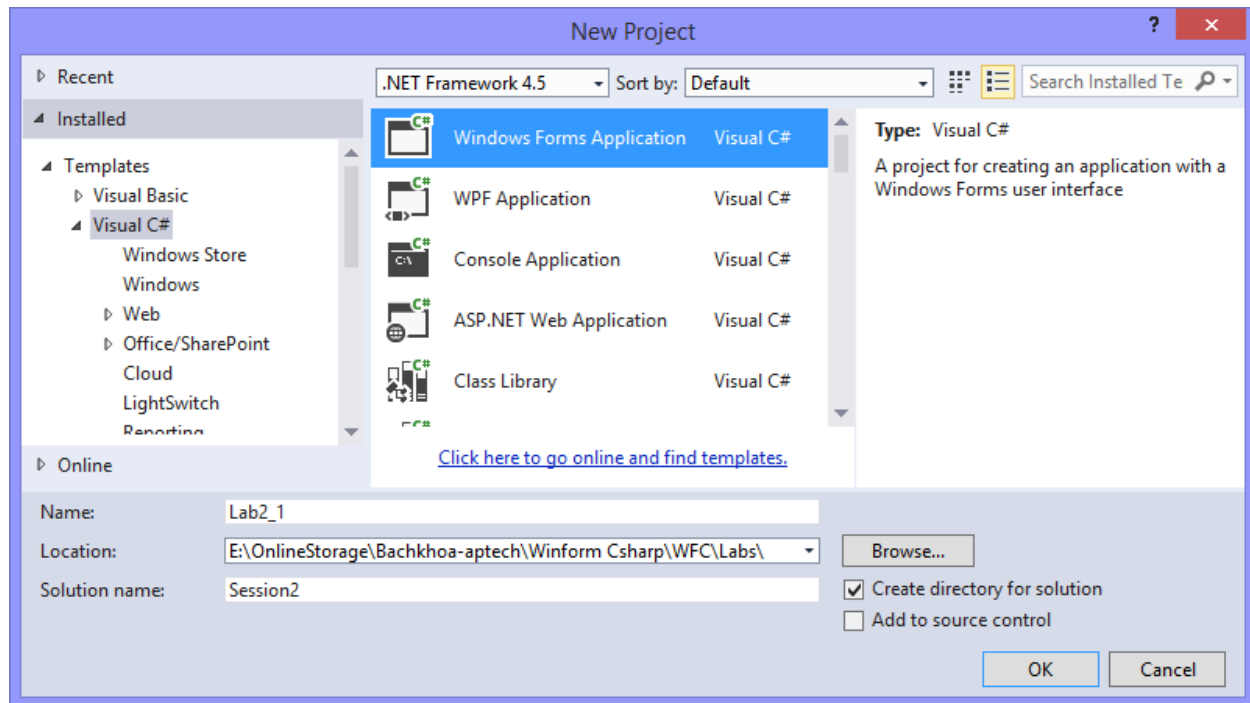 New Project
?
Recent
.NET Framework 4.5
Sort by: Default
Search Installed Te
Installed
Templates
Visual Basic
Visual C#
Windows Store
Windows
Web
Office/SharePoint
Cloud
LightSwitch
Reporting
Online
C# Windows Forms Application Visual C#
C# WPF Application Visual C#
C# C:\ Console Application Visual C#
C# ASP.NET Web Application Visual C#
C# Class Library Visual C#
C#
Click here to go online and find templates.
Type: Visual C#
A project for creating an application with a
Windows Forms user interface
Name: Lab2_1
Location: E:\OnlineStorage\Bachkhoa-aptech\Winform Csharp\WFC\Labs\ Browse...
Solution name: Session2
Create directory for solution
Add to source control
OK Cancel